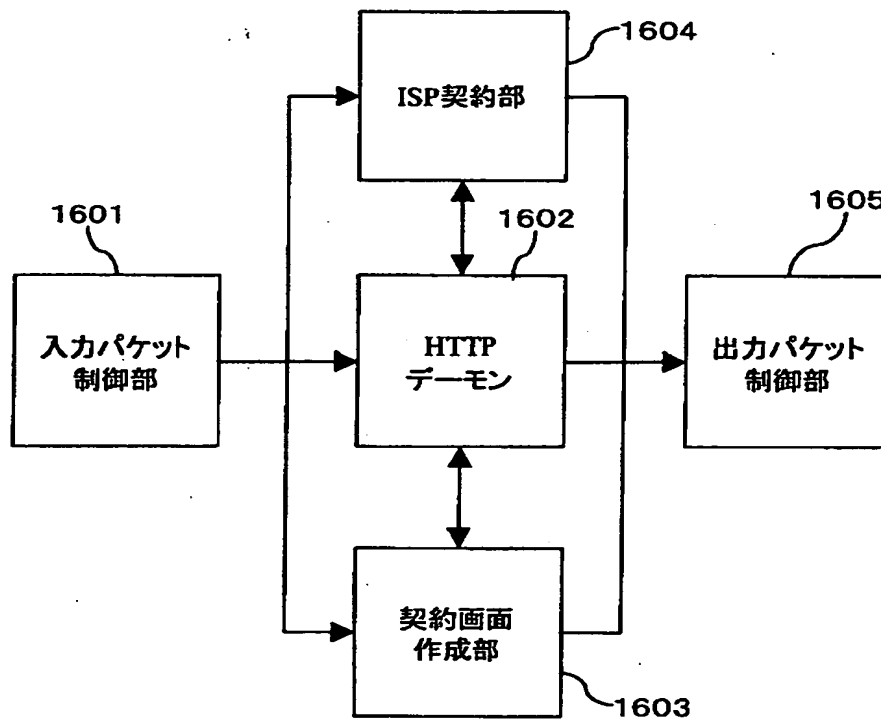 1604
ISP契約部
1601
1602
1605
入力パケット
制御部
HTTP
デーモン
出力パケット
制御部
契約画面
作成部
1603